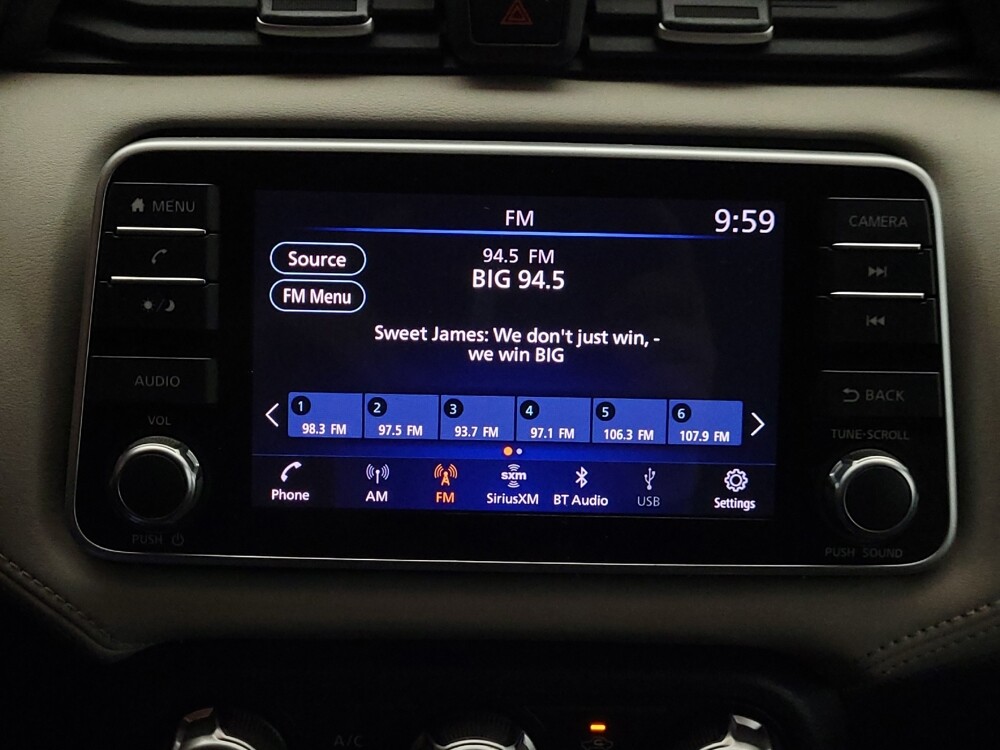 MENU
FM
9:59
CAMERA
Source
94.5 FM
BIG 94.5
FM Menu
Sweet James: We don't just win, -
we win BIG
AUDIO
BACK
VOL
TUNE·SCROLL
1 2 3 4 5 6
98.3 FM 97.5 FM 93.7 FM 97.1 FM 106.3 FM 107.9 FM
Phone AM FM sxm SiriusXM BT Audio USB Settings
PUSH
PUSH SOUND
A/C